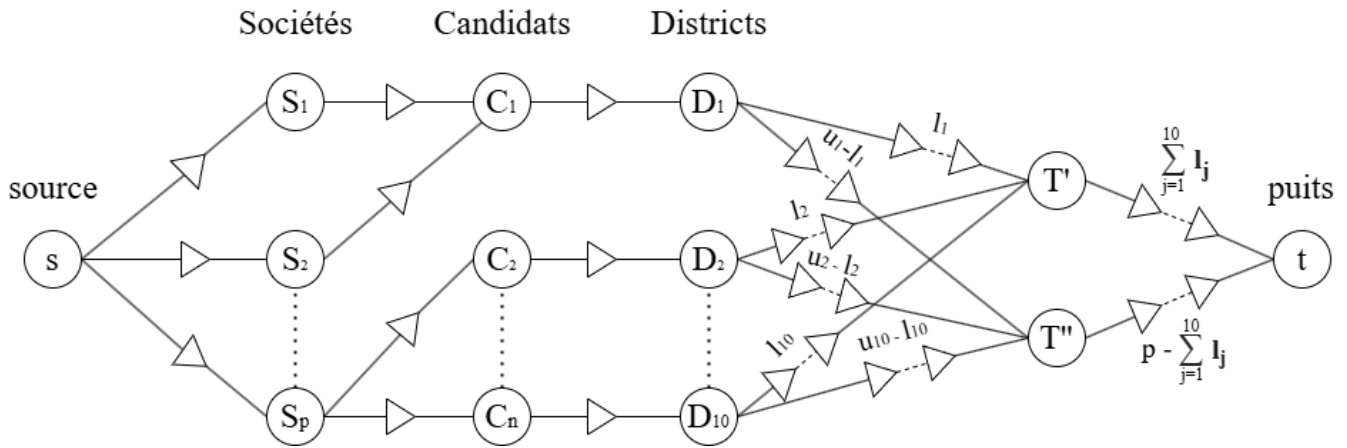 Sociétés
Candidats
Districts
source
puits
s
S₁
C₁
D₁
l₁
u₁-l₁
T'
10
∑ lⱼ
j=1
S₂
C₂
D₂
l₂
u₂ - l₂
t
Sₚ
Cₙ
D₁₀
l₁₀
u₁₀ - l₁₀
T''
10
p - ∑ lⱼ
j=1